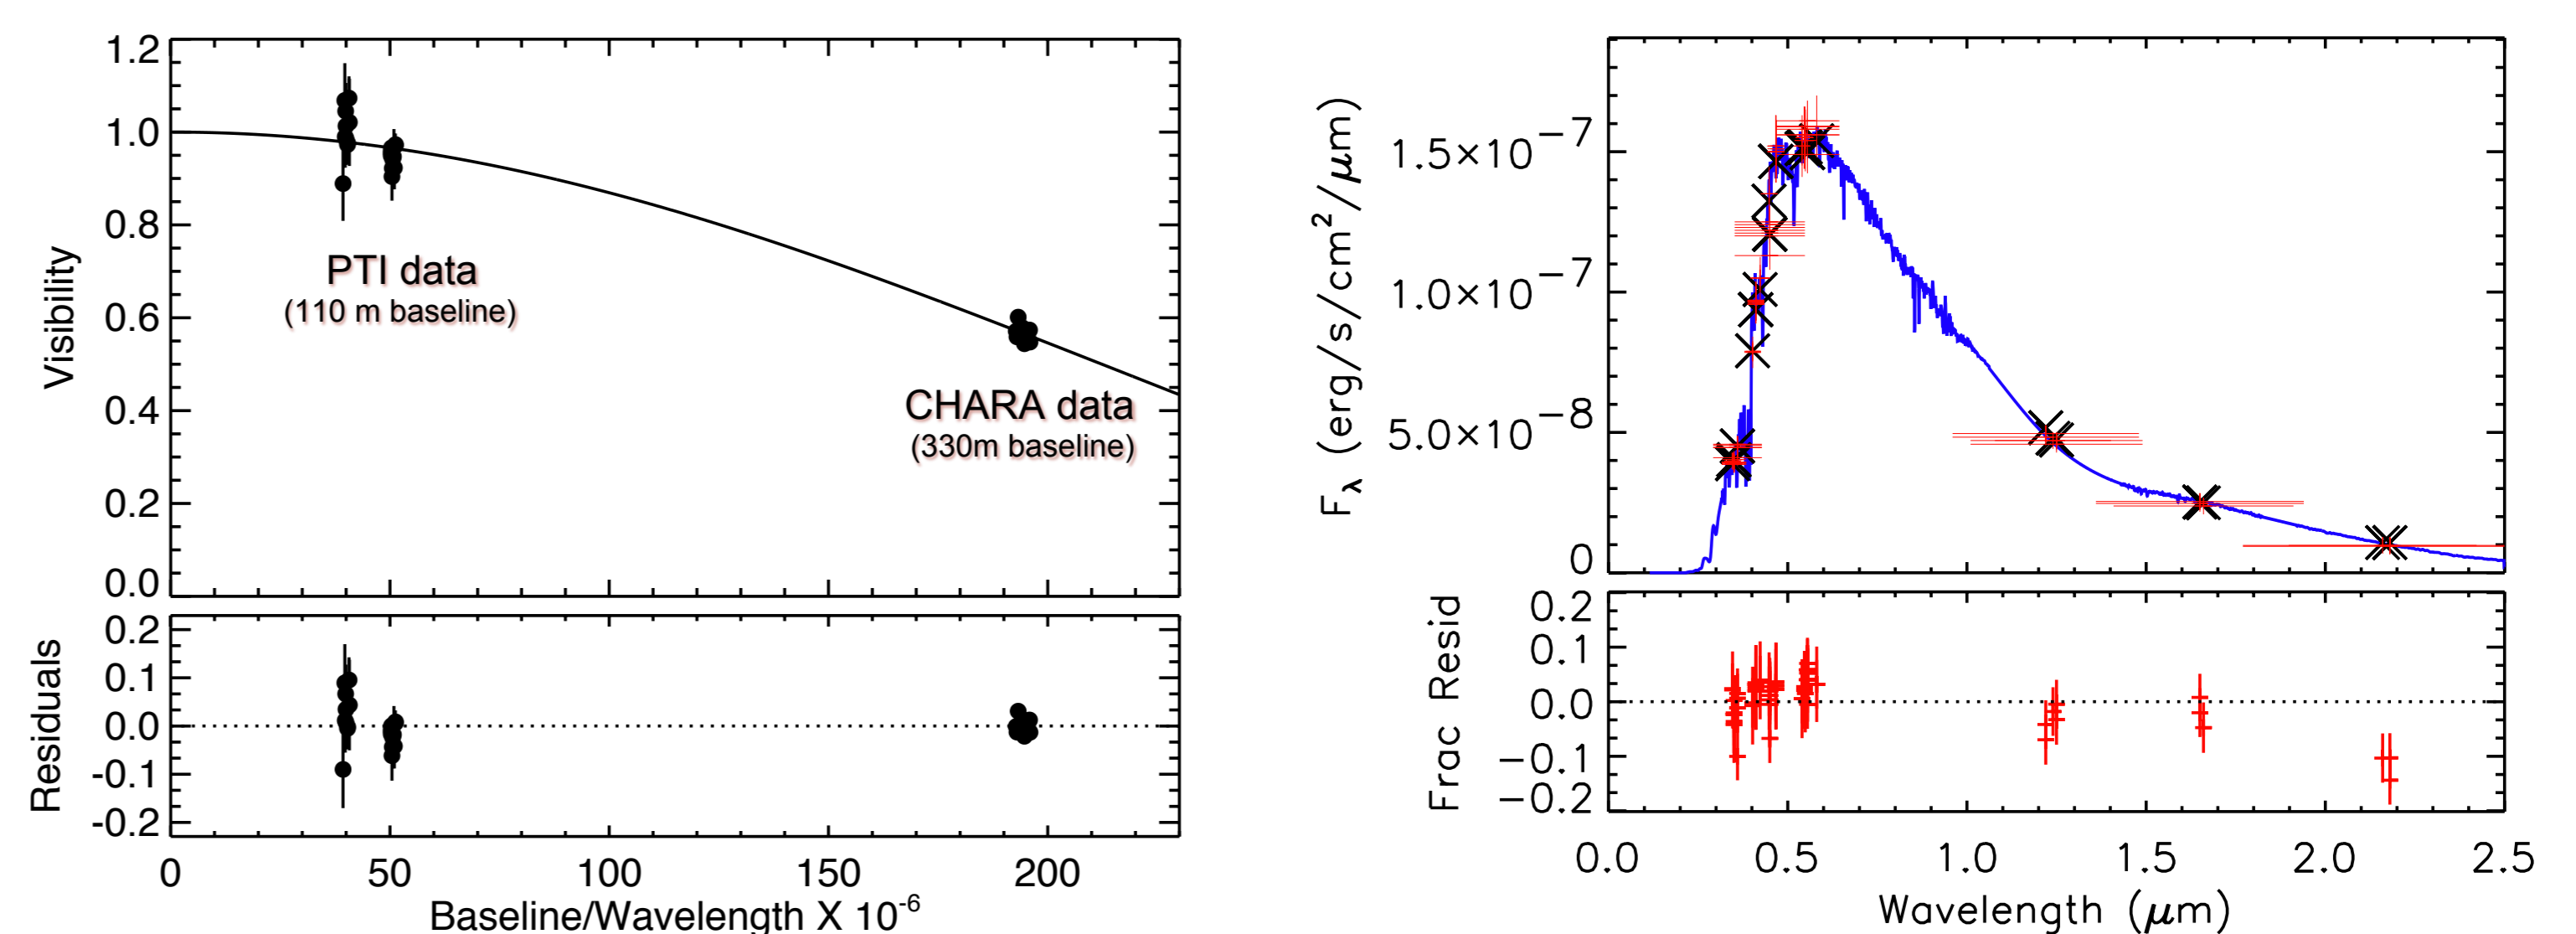 1.2
1.0
0.8
0.6
0.4
0.2
0.0
Visibility
PTI data
(110 m baseline)
CHARA data
(330m baseline)
0.2
0.1
0.0
-0.1
-0.2
Residuals
0 50 100 150 200
Baseline/Wavelength X 10⁻⁶
1.5×10⁻⁷
1.0×10⁻⁷
5.0×10⁻⁸
0
F_λ (erg/s/cm²/μm)
0.2
0.1
0.0
−0.1
−0.2
Frac Resid
0.0 0.5 1.0 1.5 2.0 2.5
Wavelength (μm)